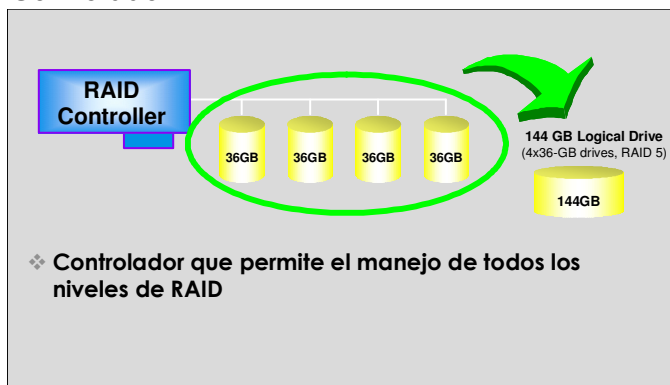 RAID
Controller
36GB
36GB
36GB
36GB
144 GB Logical Drive
(4x36-GB drives, RAID 5)
144GB
Controlador que permite el manejo de todos los
niveles de RAID